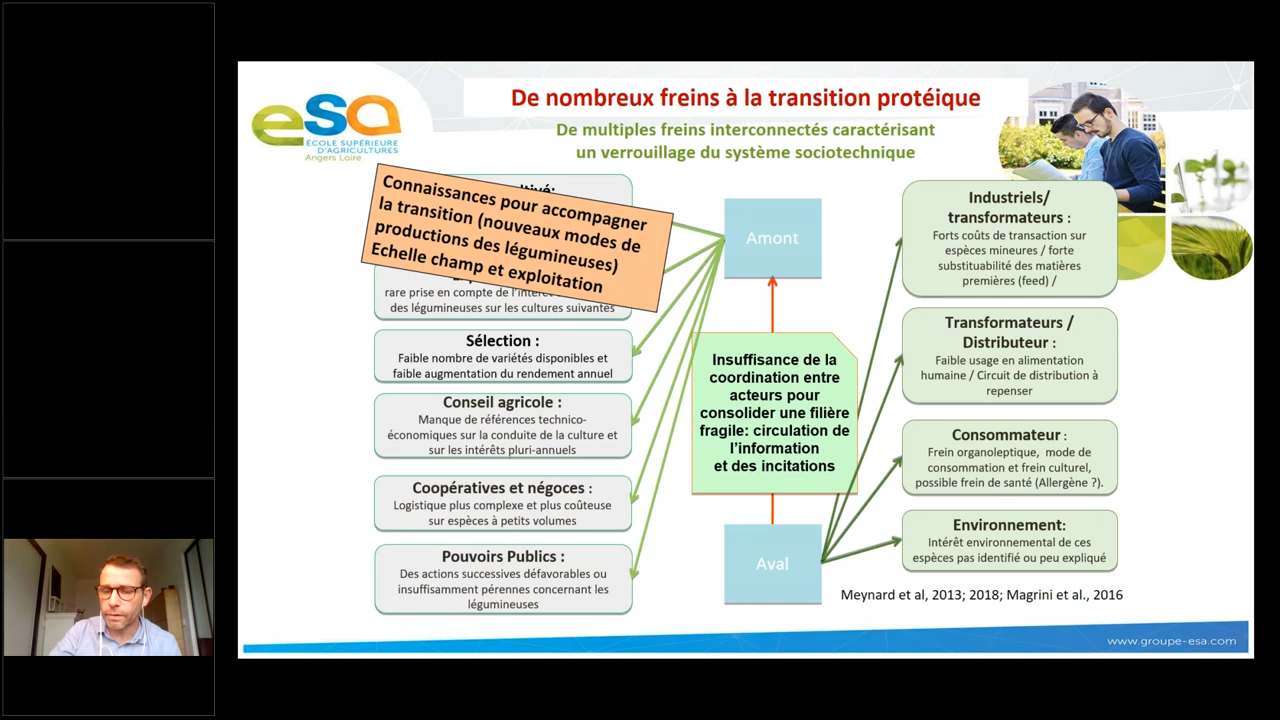 esa
ÉCOLE SUPÉRIEURE
D'AGRICULTURES
Angers Loire
De nombreux freins à la transition protéique
De multiples freins interconnectés caractérisant
un verrouillage du système sociotechnique
Connaissances pour accompagner
la transition (nouveaux modes de
productions des légumineuses)
Echelle champ et exploitation
des légumineuses sur les cultures suivantes
rare prise en compte de
Sélection :
Faible nombre de variétés disponibles et
faible augmentation du rendement annuel
Conseil agricole :
Manque de références technico-
économiques sur la conduite de la culture et
sur les intérêts pluri-annuels
Coopératives et négoces :
Logistique plus complexe et plus coûteuse
sur espèces à petits volumes
Pouvoirs Publics :
Des actions successives défavorables ou
insuffisamment pérennes concernant les
légumineuses
Amont
Insuffisance de la
coordination entre
acteurs pour
consolider une filière
fragile: circulation de
l'information
et des incitations
Aval
Industriels/
transformateurs :
Forts coûts de transaction sur
espèces mineures / forte
substituabilité des matières
premières (feed) /
Transformateurs /
Distributeur :
Faible usage en alimentation
humaine / Circuit de distribution à
repenser
Consommateur :
Frein organoleptique, mode de
consommation et frein culturel,
possible frein de santé (Allergène ?).
Environnement:
Intérêt environnemental de ces
espèces pas identifié ou peu expliqué
Meynard et al, 2013; 2018; Magrini et al., 2016
www.groupe-esa.com